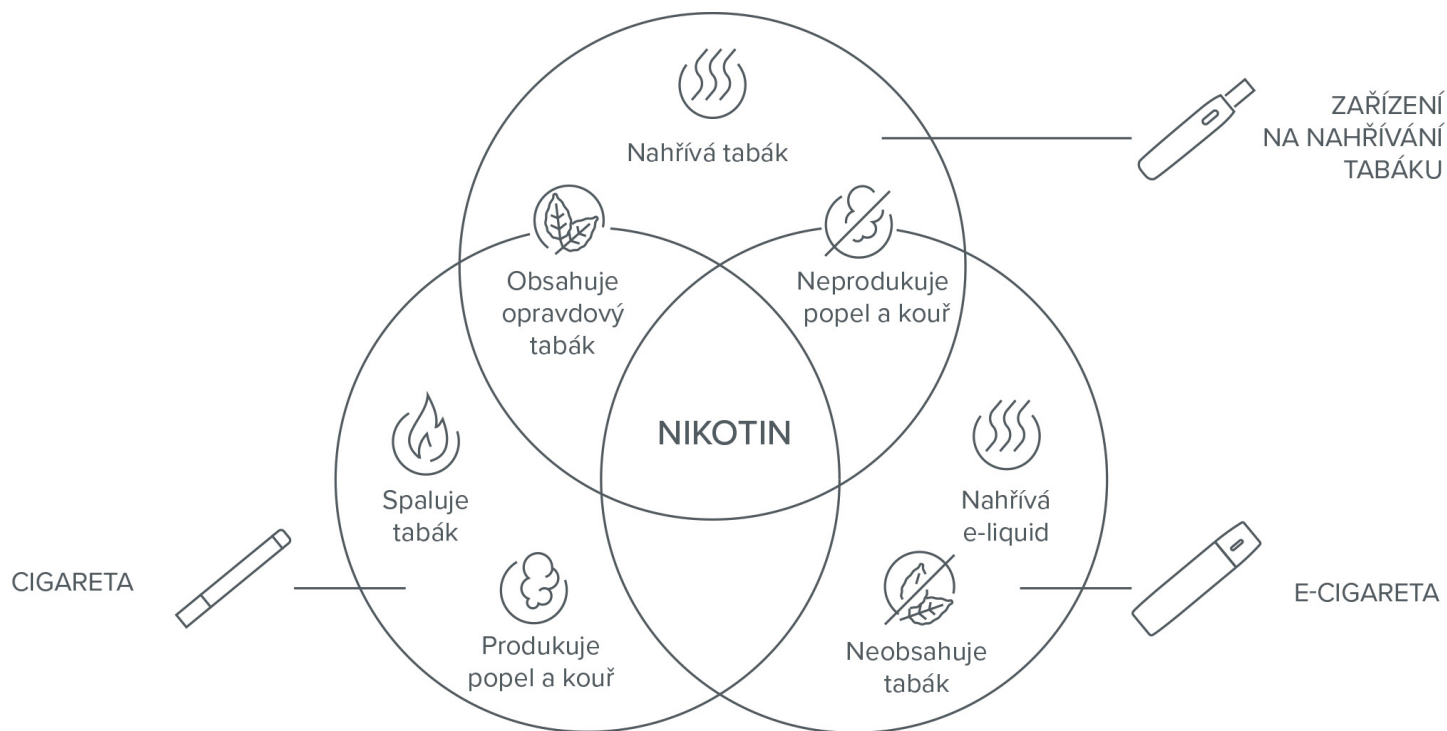 ZAŘÍZENÍ
NA NAHŘÍVÁNÍ
TABÁKU
Nahřívá tabák
Obsahuje
opravdový
tabák
Neprodukuje
popel a kouř
NIKOTIN
Spaluje
tabák
Nahřívá
e-liquid
CIGARETA
E-CIGARETA
Produkuje
popel a kouř
Neobsahuje
tabák